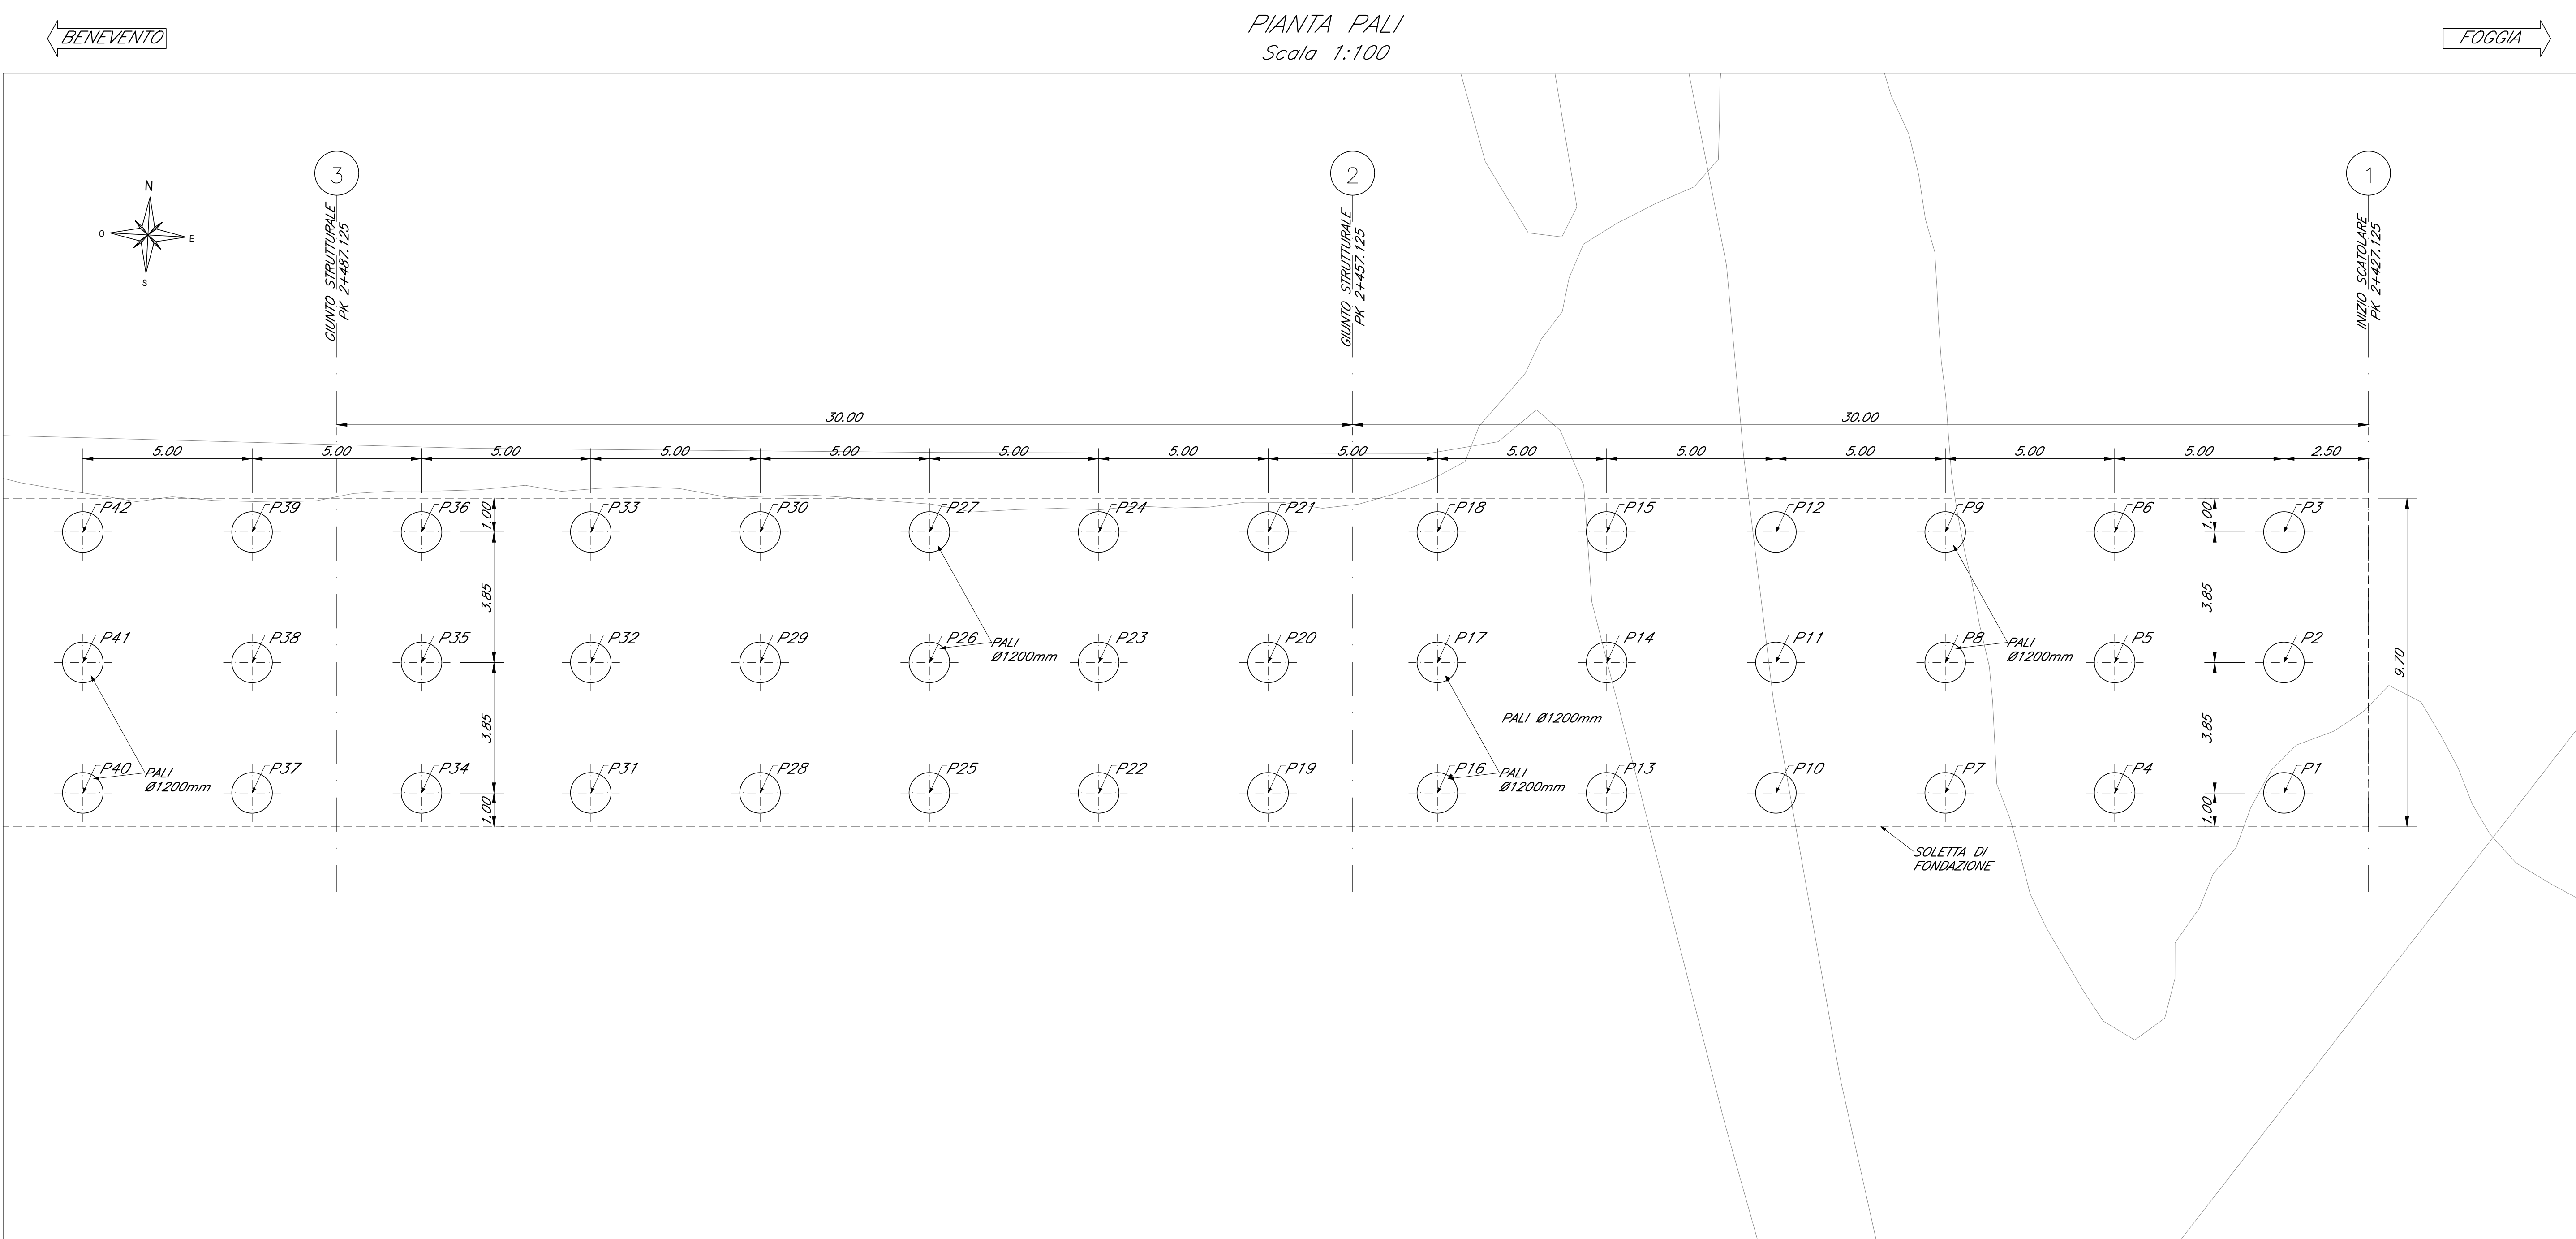 PIANTA PALI
Scala 1:100
BENEVENTO
FOGGIA
N
O
E
S
3
GIUNTO STRUTTURALE
PK 2+487.125
2
GIUNTO STRUTTURALE
PK 2+457.125
1
INIZIO SCATOLARE
PK 2+427.125
30.00
30.00
5.00
5.00
5.00
5.00
5.00
5.00
5.00
5.00
5.00
5.00
5.00
5.00
5.00
2.50
P42
P39
P36
1.00
P33
P30
P27
P24
P21
P18
P15
P12
P9
P6
1.00
P3
3.85
3.85
P41
P38
P35
P32
P29
P26
PALI
Ø1200mm
P23
P20
P17
P14
P11
P8
PALI
Ø1200mm
P5
P2
9.70
3.85
PALI Ø1200mm
3.85
P40
PALI
Ø1200mm
P37
P34
1.00
P31
P28
P25
P22
P19
P16
PALI
Ø1200mm
P13
P10
P7
P4
1.00
P1
SOLETTA DI
FONDAZIONE